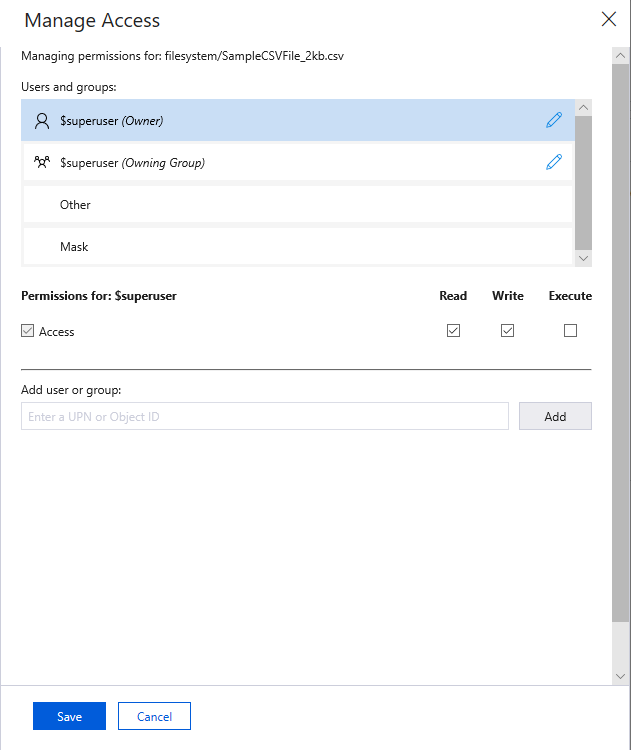 Manage Access
Managing permissions for: filesystem/SampleCSVFile_2kb.csv
Users and groups:
$superuser (Owner)
$superuser (Owning Group)
Other
Mask
Permissions for: $superuser Read Write Execute
Access
Add user or group:
Enter a UPN or Object ID Add
Save Cancel